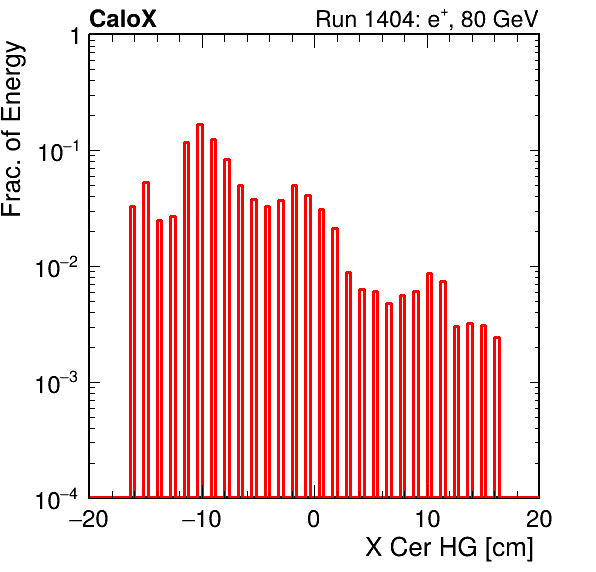 CaloX
Run 1404: e⁺, 80 GeV
Frac. of Energy
1
10⁻¹
10⁻²
10⁻³
10⁻⁴
−20 −10 0 10 20
X Cer HG [cm]